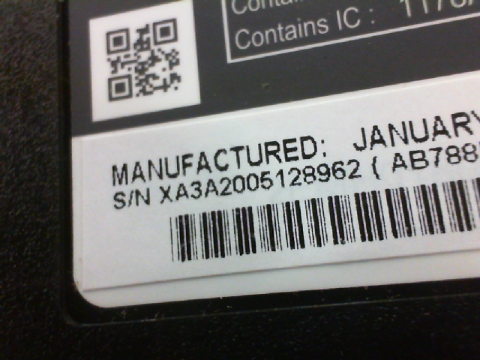 Contains IC :
MANUFACTURED: JANUARY
S/N XA3A2005128962 ( AB788